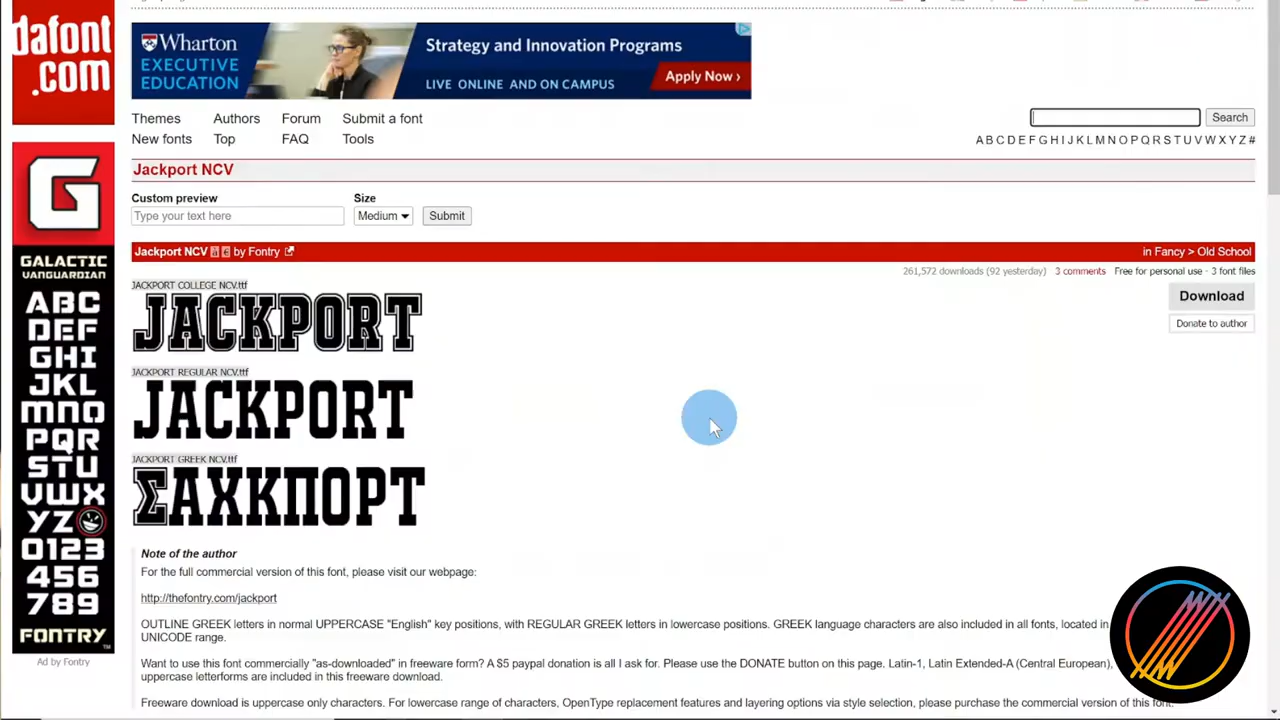 dafont
.com
Wharton
EXECUTIVE
EDUCATION
Strategy and Innovation Programs
LIVE ONLINE AND ON CAMPUS
Apply Now ›
Themes Authors Forum Submit a font
New fonts Top FAQ Tools
Search
A B C D E F G H I J K L M N O P Q R S T U V W X Y Z #
Jackport NCV
Custom preview Size
Type your text here Medium Submit
Jackport NCV by Fontry in Fancy > Old School
261,572 downloads (92 yesterday) 3 comments Free for personal use - 3 font files
Download
Donate to author
JACKPORT COLLEGE NCV.ttf
JACKPORT
JACKPORT REGULAR NCV.ttf
JACKPORT
JACKPORT GREEK NCV.ttf
ΣΑΧΚΠΟΡΤ
Note of the author
For the full commercial version of this font, please visit our webpage:
http://thefontry.com/jackport
OUTLINE GREEK letters in normal UPPERCASE "English" key positions, with REGULAR GREEK letters in lowercase positions. GREEK language characters are also included in all fonts, located in
UNICODE range.
Want to use this font commercially "as-downloaded" in freeware form? A $5 paypal donation is all I ask for. Please use the DONATE button on this page. Latin-1, Latin Extended-A (Central European),
uppercase letterforms are included in this freeware download.
Freeware download is uppercase only characters. For lowercase range of characters, OpenType replacement features and layering options via style selection, please purchase the commercial version of this font.
G
GALACTIC
VANGUARDIAN
ABC
DEF
GHI
JKL
MNO
PQR
STU
VWX
YZ
0123
456
789
FONTRY
Ad by Fontry